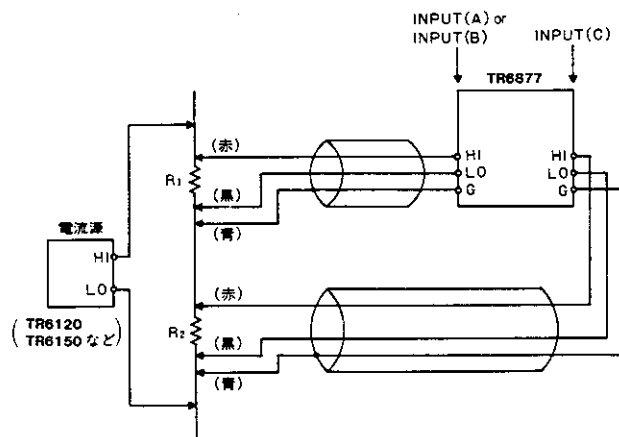 INPUT(A) or
INPUT(B)
INPUT(C)
TR6877
HI
LO
G
HI
LO
G
(赤)
R1
(黒)
(青)
電流源
HI
LO
(TR6120
TR6150 など)
(赤)
R2
(黒)
(青)